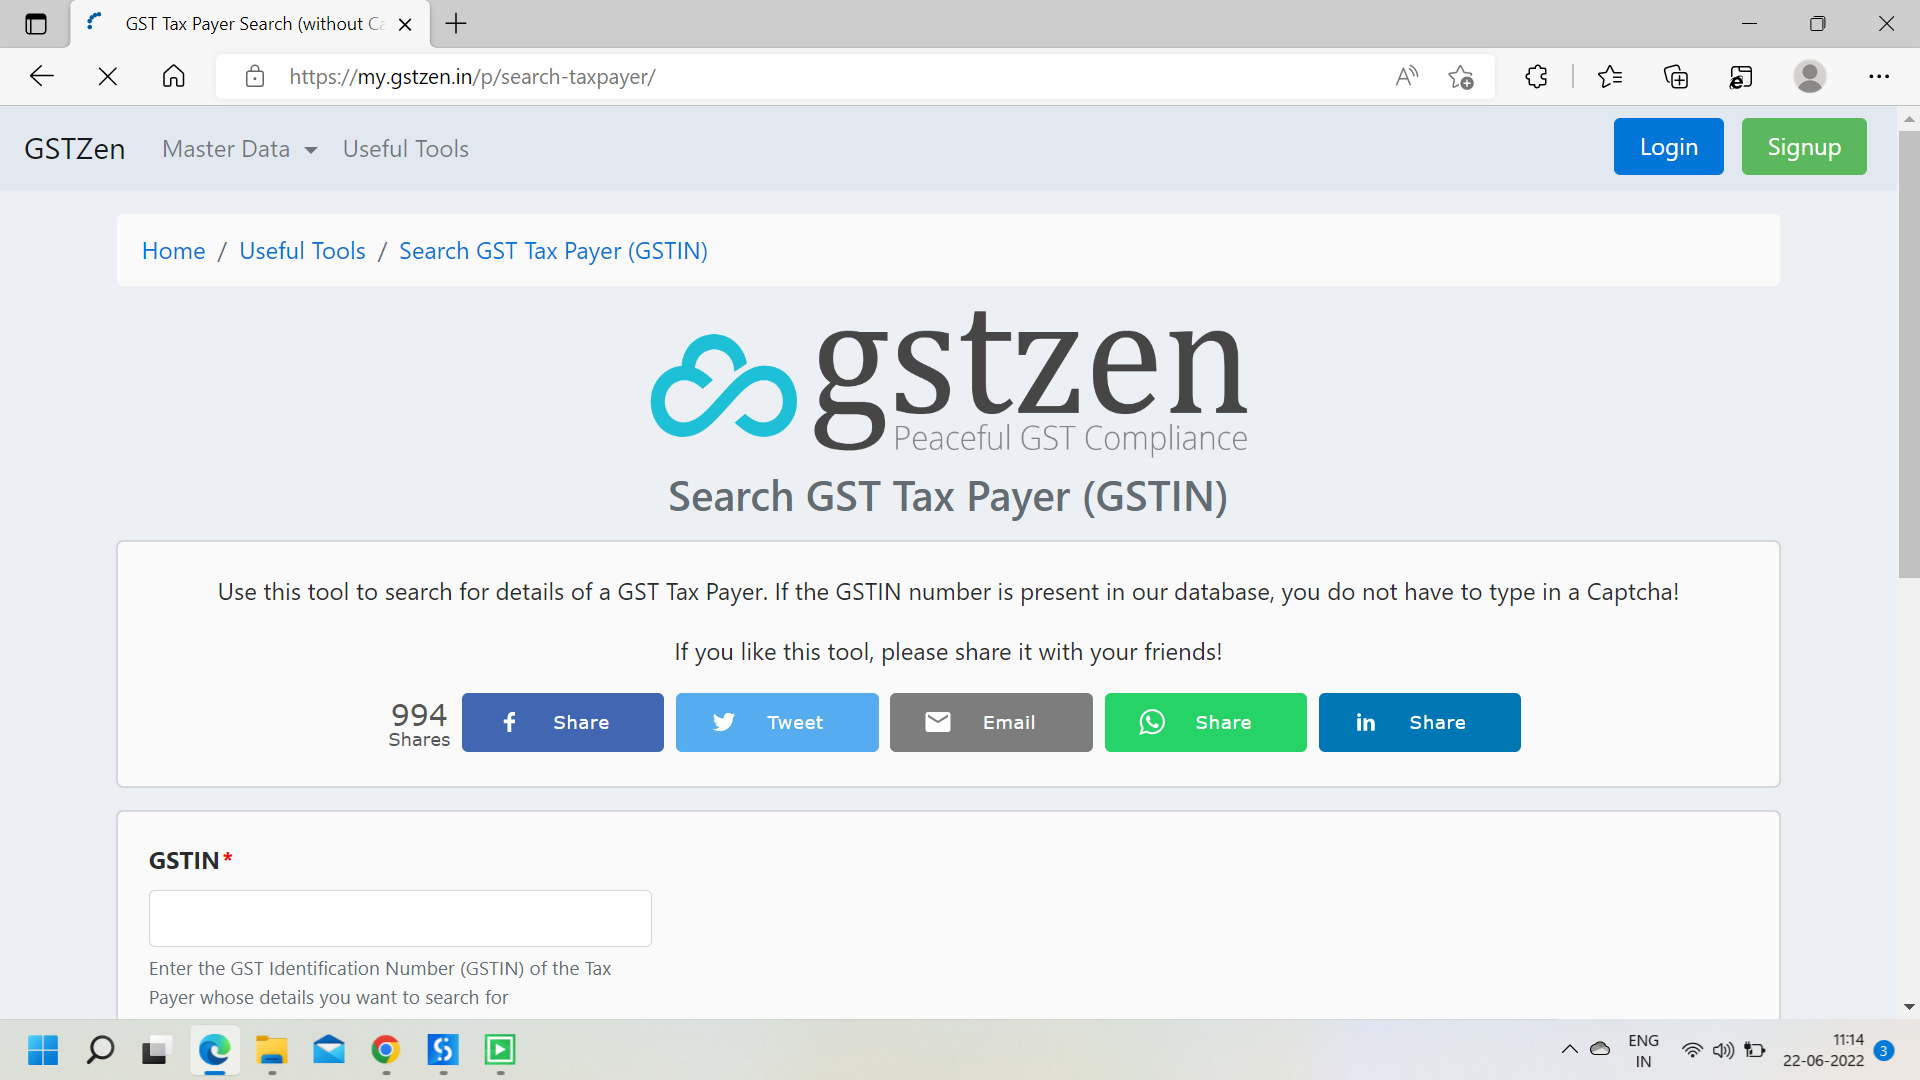 GST Tax Payer Search (without Ca
https://my.gstzen.in/p/search-taxpayer/
GSTZen Master Data Useful Tools Login Signup
Home / Useful Tools / Search GST Tax Payer (GSTIN)
gstzen
Peaceful GST Compliance
Search GST Tax Payer (GSTIN)
Use this tool to search for details of a GST Tax Payer. If the GSTIN number is present in our database, you do not have to type in a Captcha!
If you like this tool, please share it with your friends!
994
Shares
Share Tweet Email Share Share
GSTIN*
Enter the GST Identification Number (GSTIN) of the Tax
Payer whose details you want to search for
ENG
IN
11:14
22-06-2022
3